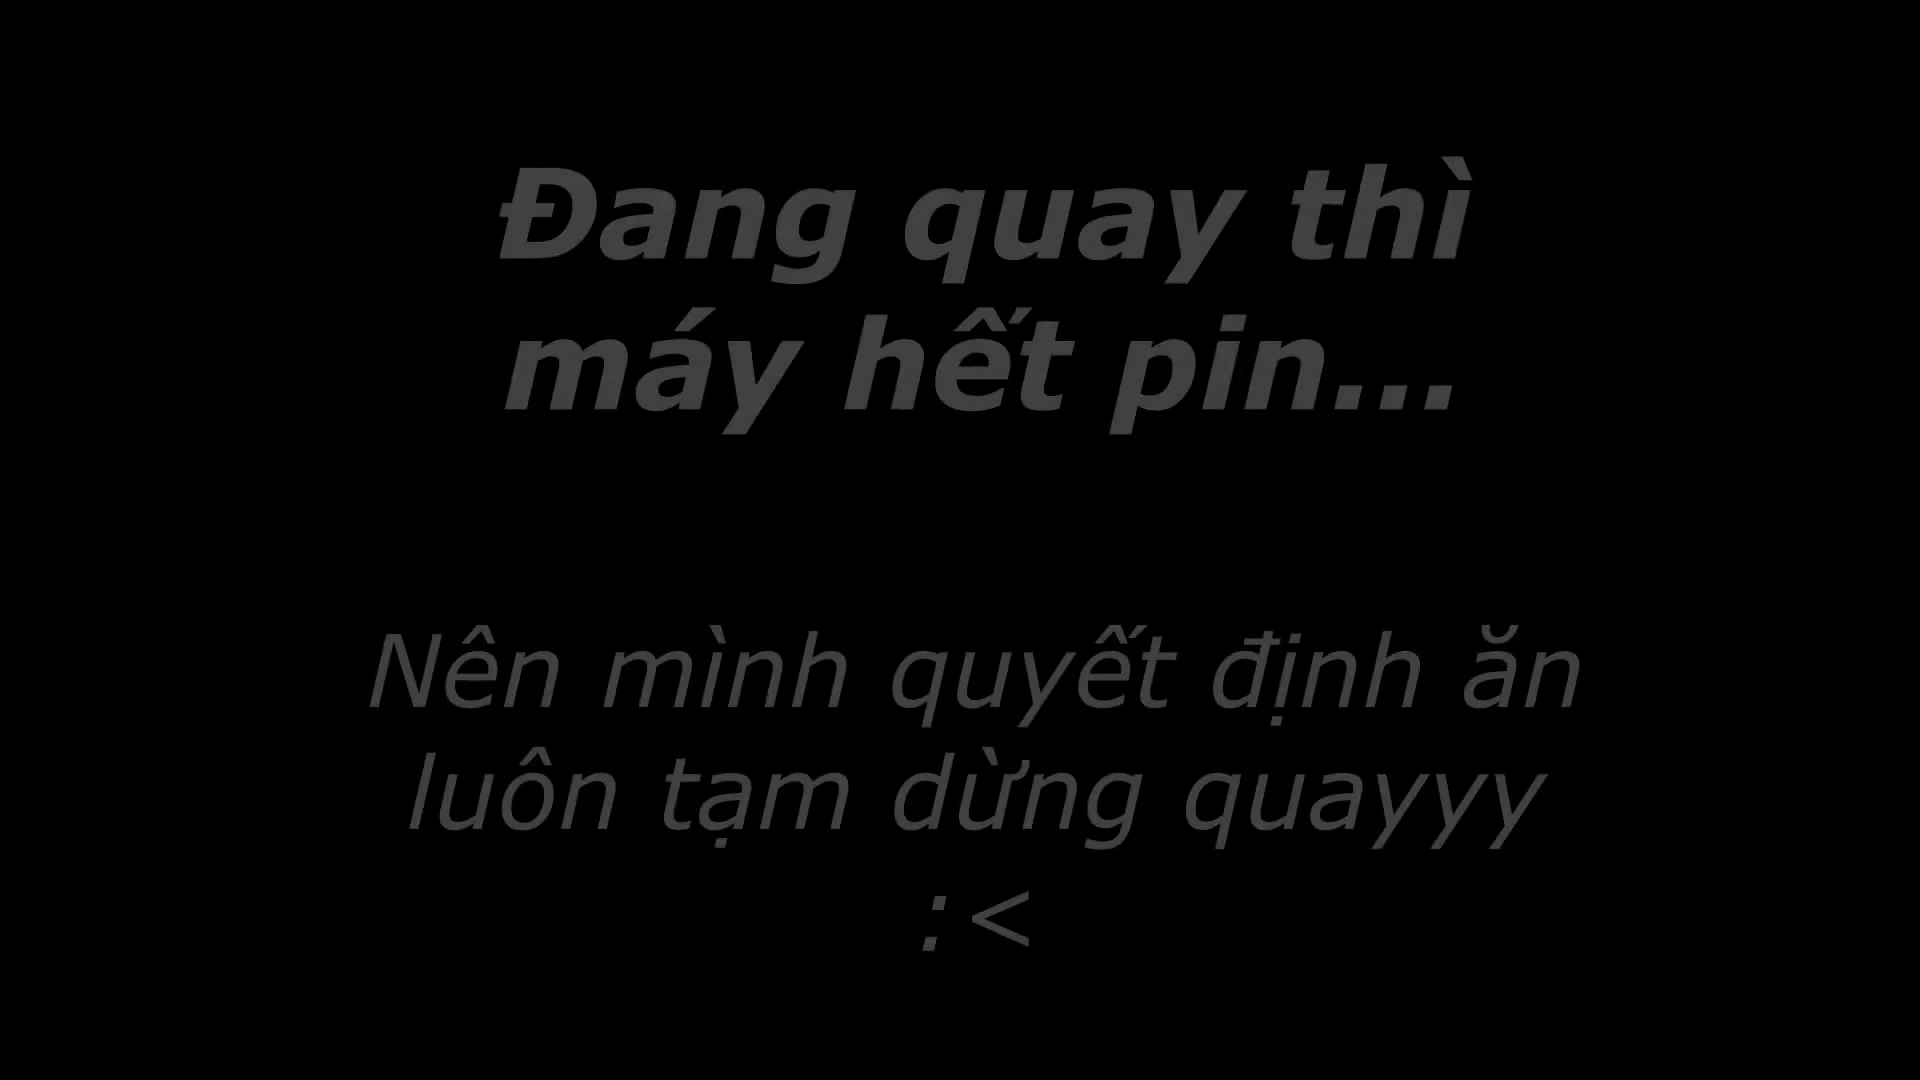 Đang quay thì
máy hết pin...
Nên mình quyết định ăn
luôn tạm dừng quayyy
:<